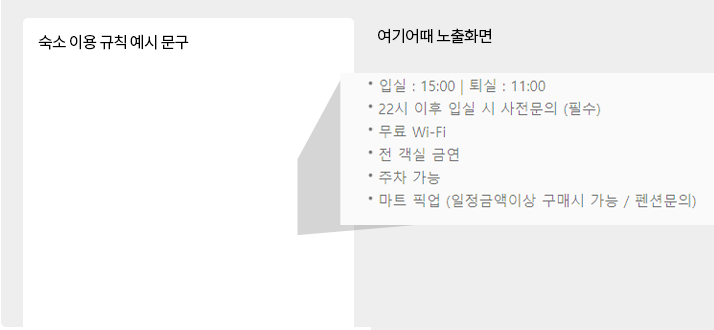 숙소 이용 규칙 예시 문구
여기어때 노출화면
• 입실 : 15:00 | 퇴실 : 11:00
• 22시 이후 입실 시 사전문의 (필수)
• 무료 Wi-Fi
• 전 객실 금연
• 주차 가능
• 마트 픽업 (일정금액이상 구매시 가능 / 펜션문의)